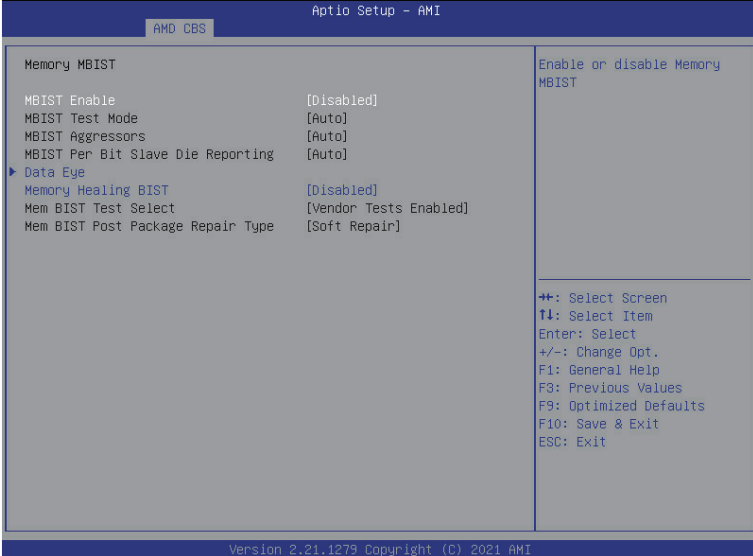 Aptio Setup – AMI
AMD CBS
Memory MBIST
MBIST Enable [Disabled]
MBIST Test Mode [Auto]
MBIST Aggressors [Auto]
MBIST Per Bit Slave Die Reporting [Auto]
Data Eye
Memory Healing BIST [Disabled]
Mem BIST Test Select [Vendor Tests Enabled]
Mem BIST Post Package Repair Type [Soft Repair]
Enable or disable Memory
MBIST
→←: Select Screen
↑↓: Select Item
Enter: Select
+/-: Change Opt.
F1: General Help
F3: Previous Values
F9: Optimized Defaults
F10: Save & Exit
ESC: Exit
Version 2.21.1279 Copyright (C) 2021 AMI